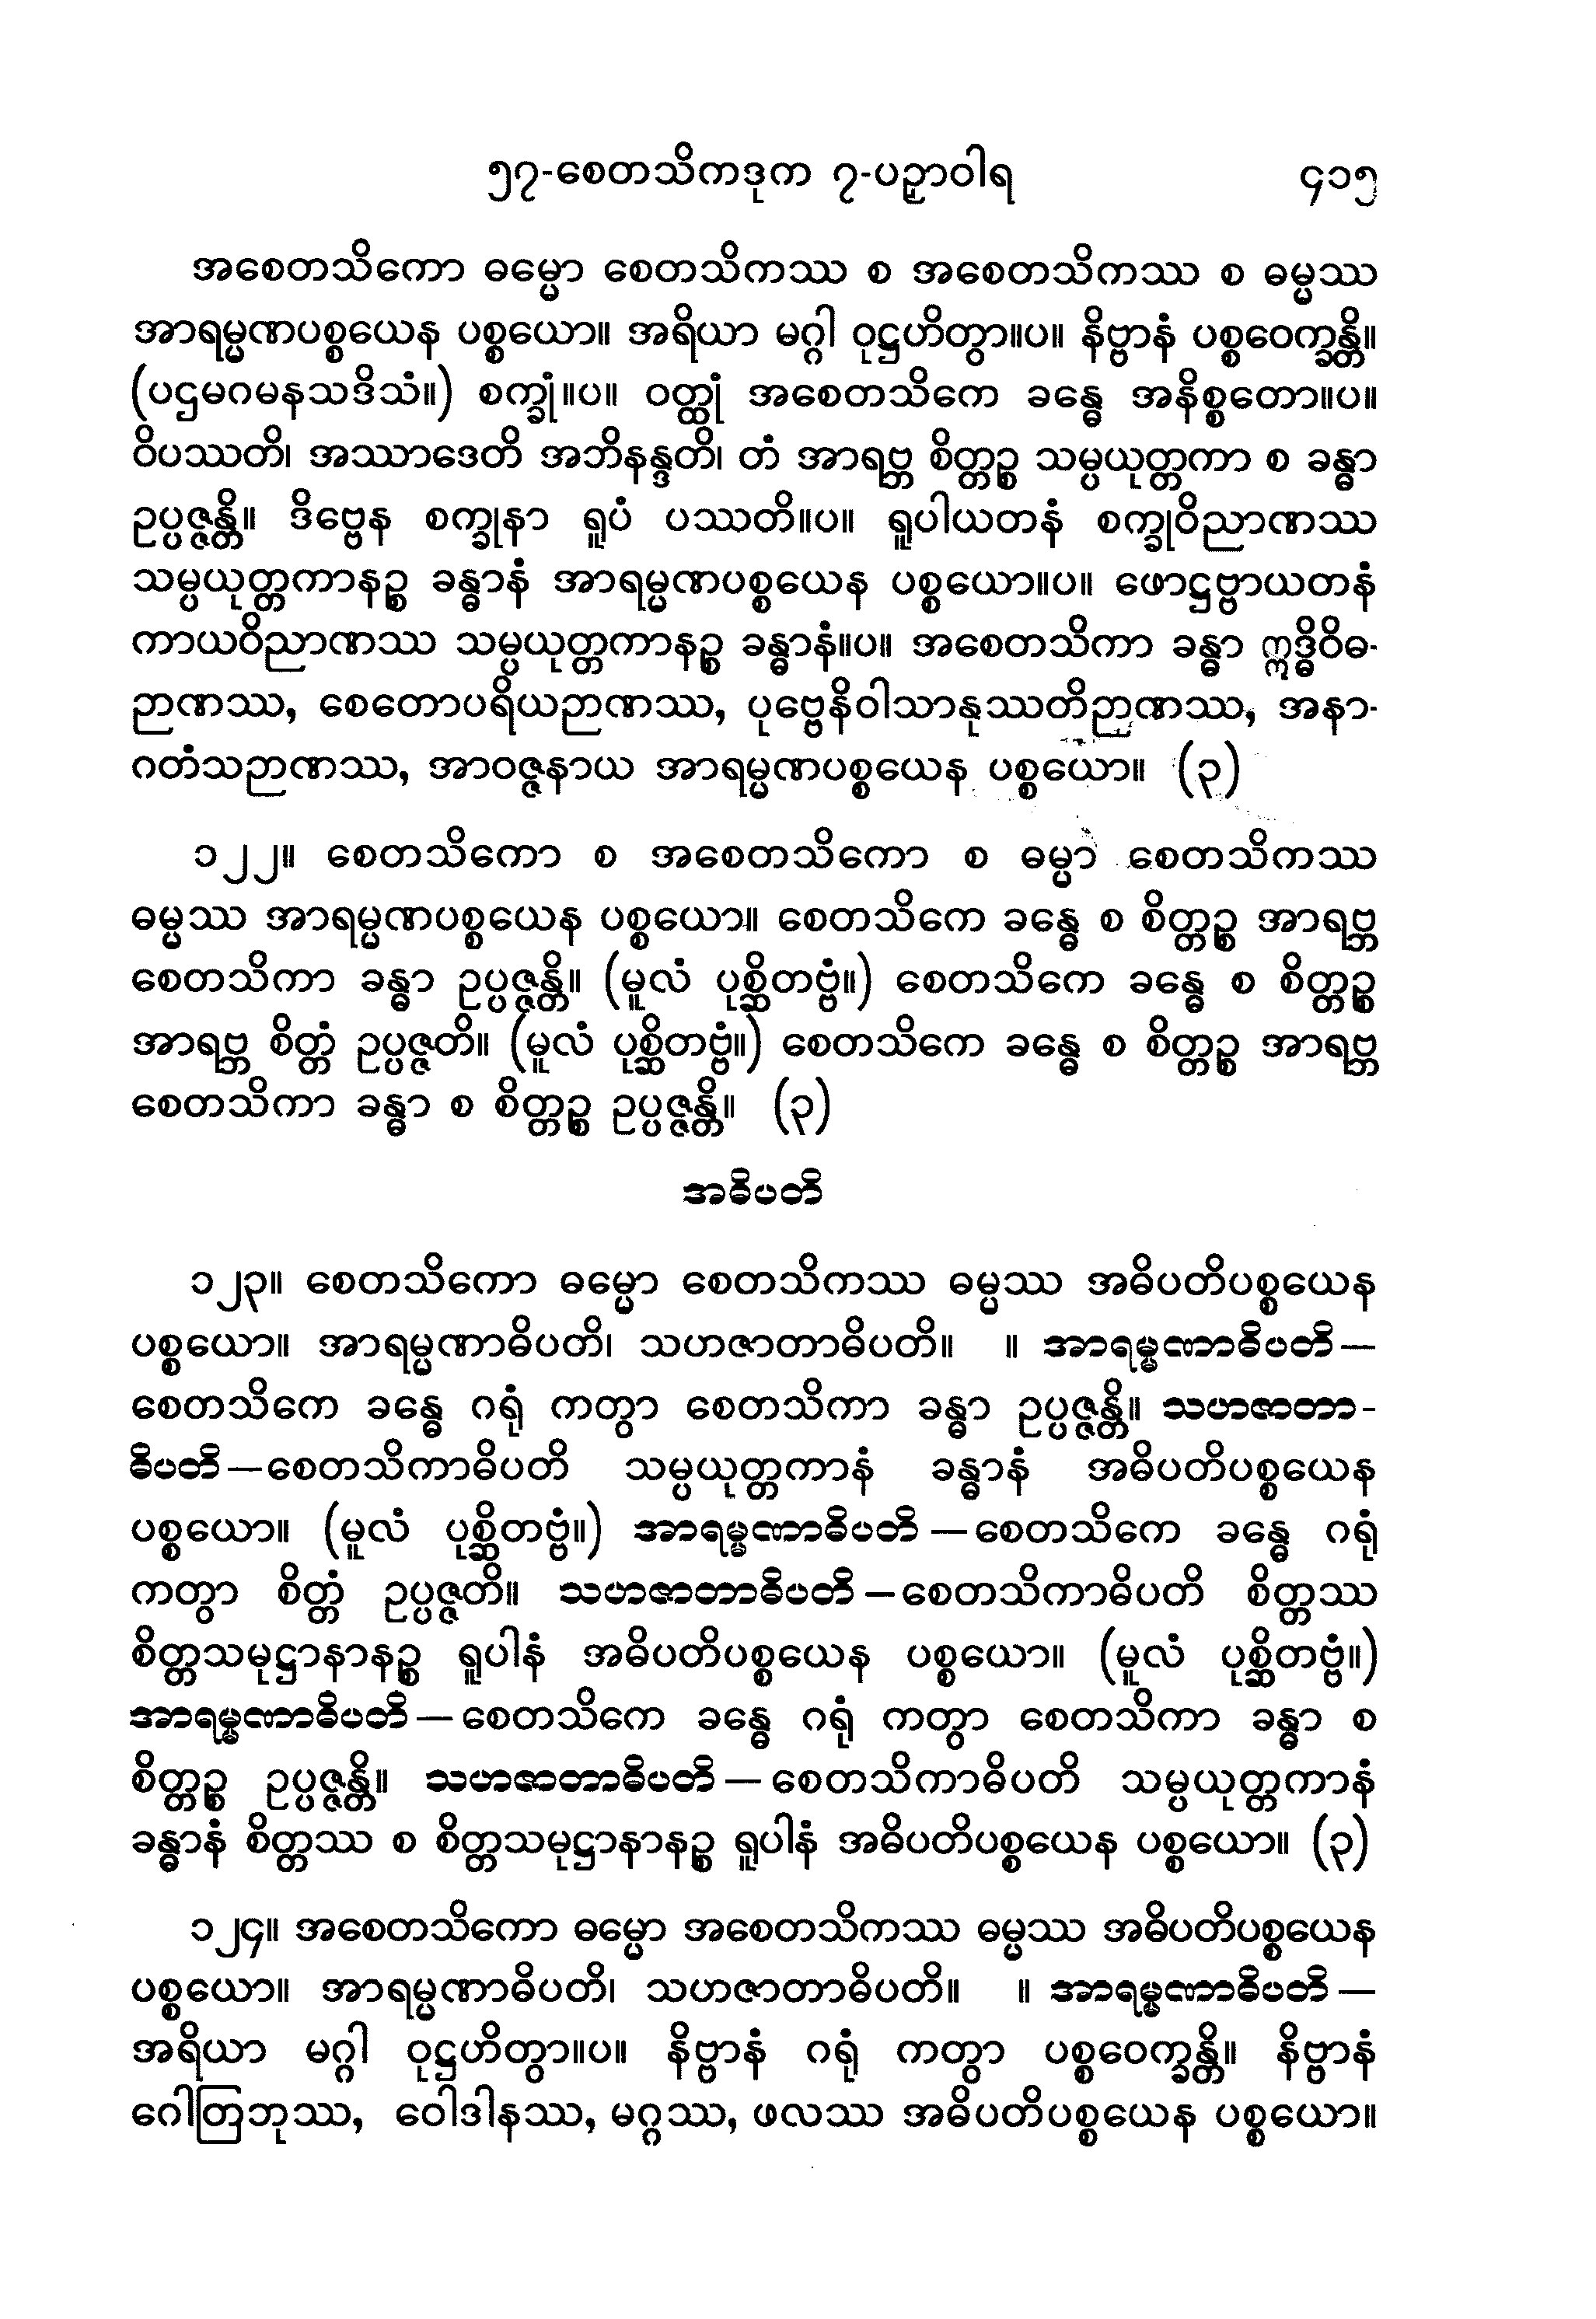 ၅၇-စေတသိကဒုက ၇-ပဉှာဝါရ ၄၁၅
အစေတသိကော ဓမ္မော စေတသိကဿ စ အစေတသိကဿ စ ဓမ္မဿ
အာရမ္မဏပစ္စယေန ပစ္စယော။ အရိယာ မဂ္ဂါ ဝုဋ္ဌဟိတွာ။ပ။ နိဗ္ဗာနံ ပစ္စဝေက္ခန္တိ။
(ပဌမဂမနသဒိသံ။) စက္ခုံ။ပ။ ဝတ္ထုံ အစေတသိကေ ခန္ဓေ အနိစ္စတော။ပ။
ဝိပဿတိ၊ အဿာဒေတိ အဘိနန္ဒတိ၊ တံ အာရဗ္ဘ စိတ္တဉ္စ သမ္ပယုတ္တကာ စ ခန္ဓာ
ဥပ္ပဇ္ဇန္တိ။ ဒိဗ္ဗေန စက္ခုနာ ရူပံ ပဿတိ။ပ။ ရူပါယတနံ စက္ခုဝိညာဏဿ
သမ္ပယုတ္တကာနဉ္စ ခန္ဓာနံ အာရမ္မဏပစ္စယေန ပစ္စယော။ပ။ ဖောဋ္ဌဗ္ဗာယတနံ
ကာယဝိညာဏဿ သမ္ပယုတ္တကာနဉ္စ ခန္ဓာနံ။ပ။ အစေတသိကာ ခန္ဓာ ဣဒ္ဓိဝိဓ-
ဉာဏဿ, စေတောပရိယဉာဏဿ, ပုဗ္ဗေနိဝါသာနုဿတိဉာဏဿ, အနာ-
ဂတံသဉာဏဿ, အာဝဇ္ဇနာယ အာရမ္မဏပစ္စယေန ပစ္စယော။ (၃)
၁၂၂။ စေတသိကော စ အစေတသိကော စ ဓမ္မာ စေတသိကဿ
ဓမ္မဿ အာရမ္မဏပစ္စယေန ပစ္စယော။ စေတသိကေ ခန္ဓေ စ စိတ္တဉ္စ အာရဗ္ဘ
စေတသိကာ ခန္ဓာ ဥပ္ပဇ္ဇန္တိ။ (မူလံ ပုစ္ဆိတဗ္ဗံ။) စေတသိကေ ခန္ဓေ စ စိတ္တဉ္စ
အာရဗ္ဘ စိတ္တံ ဥပ္ပဇ္ဇတိ။ (မူလံ ပုစ္ဆိတဗ္ဗံ။) စေတသိကေ ခန္ဓေ စ စိတ္တဉ္စ အာရဗ္ဘ
စေတသိကာ ခန္ဓာ စ စိတ္တဉ္စ ဥပ္ပဇ္ဇန္တိ။ (၃)
အဓိပတိ
၁၂၃။ စေတသိကော ဓမ္မော စေတသိကဿ ဓမ္မဿ အဓိပတိပစ္စယေန
ပစ္စယော။ အာရမ္မဏာဓိပတိ၊ သဟဇာတာဓိပတိ။ ။ အာရမ္မဏာဓိပတိ—
စေတသိကေ ခန္ဓေ ဂရုံ ကတွာ စေတသိကာ ခန္ဓာ ဥပ္ပဇ္ဇန္တိ။ သဟဇာတာ-
ဓိပတိ—စေတသိကာဓိပတိ သမ္ပယုတ္တကာနံ ခန္ဓာနံ အဓိပတိပစ္စယေန
ပစ္စယော။ (မူလံ ပုစ္ဆိတဗ္ဗံ။) အာရမ္မဏာဓိပတိ—စေတသိကေ ခန္ဓေ ဂရုံ
ကတွာ စိတ္တံ ဥပ္ပဇ္ဇတိ။ သဟဇာတာဓိပတိ—စေတသိကာဓိပတိ စိတ္တဿ
စိတ္တသမုဋ္ဌာနာနဉ္စ ရူပါနံ အဓိပတိပစ္စယေန ပစ္စယော။ (မူလံ ပုစ္ဆိတဗ္ဗံ။)
အာရမ္မဏာဓိပတိ—စေတသိကေ ခန္ဓေ ဂရုံ ကတွာ စေတသိကာ ခန္ဓာ စ
စိတ္တဉ္စ ဥပ္ပဇ္ဇန္တိ။ သဟဇာတာဓိပတိ—စေတသိကာဓိပတိ သမ္ပယုတ္တကာနံ
ခန္ဓာနံ စိတ္တဿ စ စိတ္တသမုဋ္ဌာနာနဉ္စ ရူပါနံ အဓိပတိပစ္စယေန ပစ္စယော။ (၃)
၁၂၄။ အစေတသိကော ဓမ္မော အစေတသိကဿ ဓမ္မဿ အဓိပတိပစ္စယေန
ပစ္စယော။ အာရမ္မဏာဓိပတိ၊ သဟဇာတာဓိပတိ။ ။ အာရမ္မဏာဓိပတိ—
အရိယာ မဂ္ဂါ ဝုဋ္ဌဟိတွာ။ပ။ နိဗ္ဗာနံ ဂရုံ ကတွာ ပစ္စဝေက္ခန္တိ။ နိဗ္ဗာနံ
ဂေါတြဘုဿ, ဝေါဒါနဿ, မဂ္ဂဿ, ဖလဿ အဓိပတိပစ္စယေန ပစ္စယော။